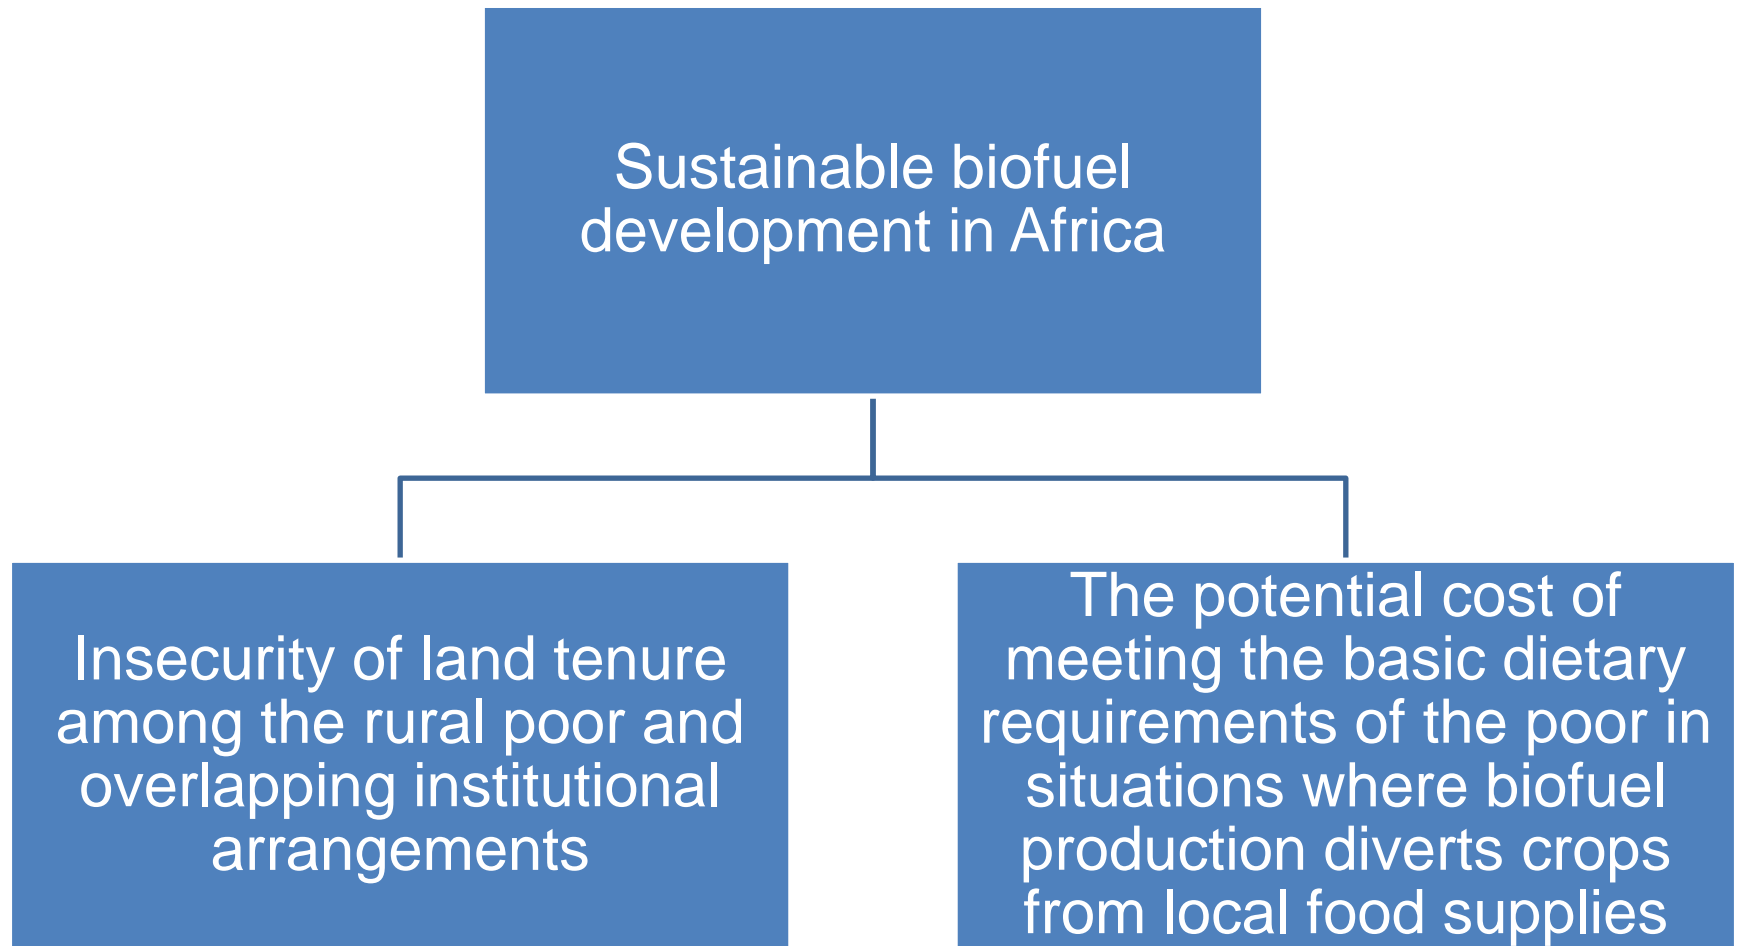 Sustainable biofuel
development in Africa
Insecurity of land tenure
among the rural poor and
overlapping institutional
arrangements
The potential cost of
meeting the basic dietary
requirements of the poor in
situations where biofuel
production diverts crops
from local food supplies